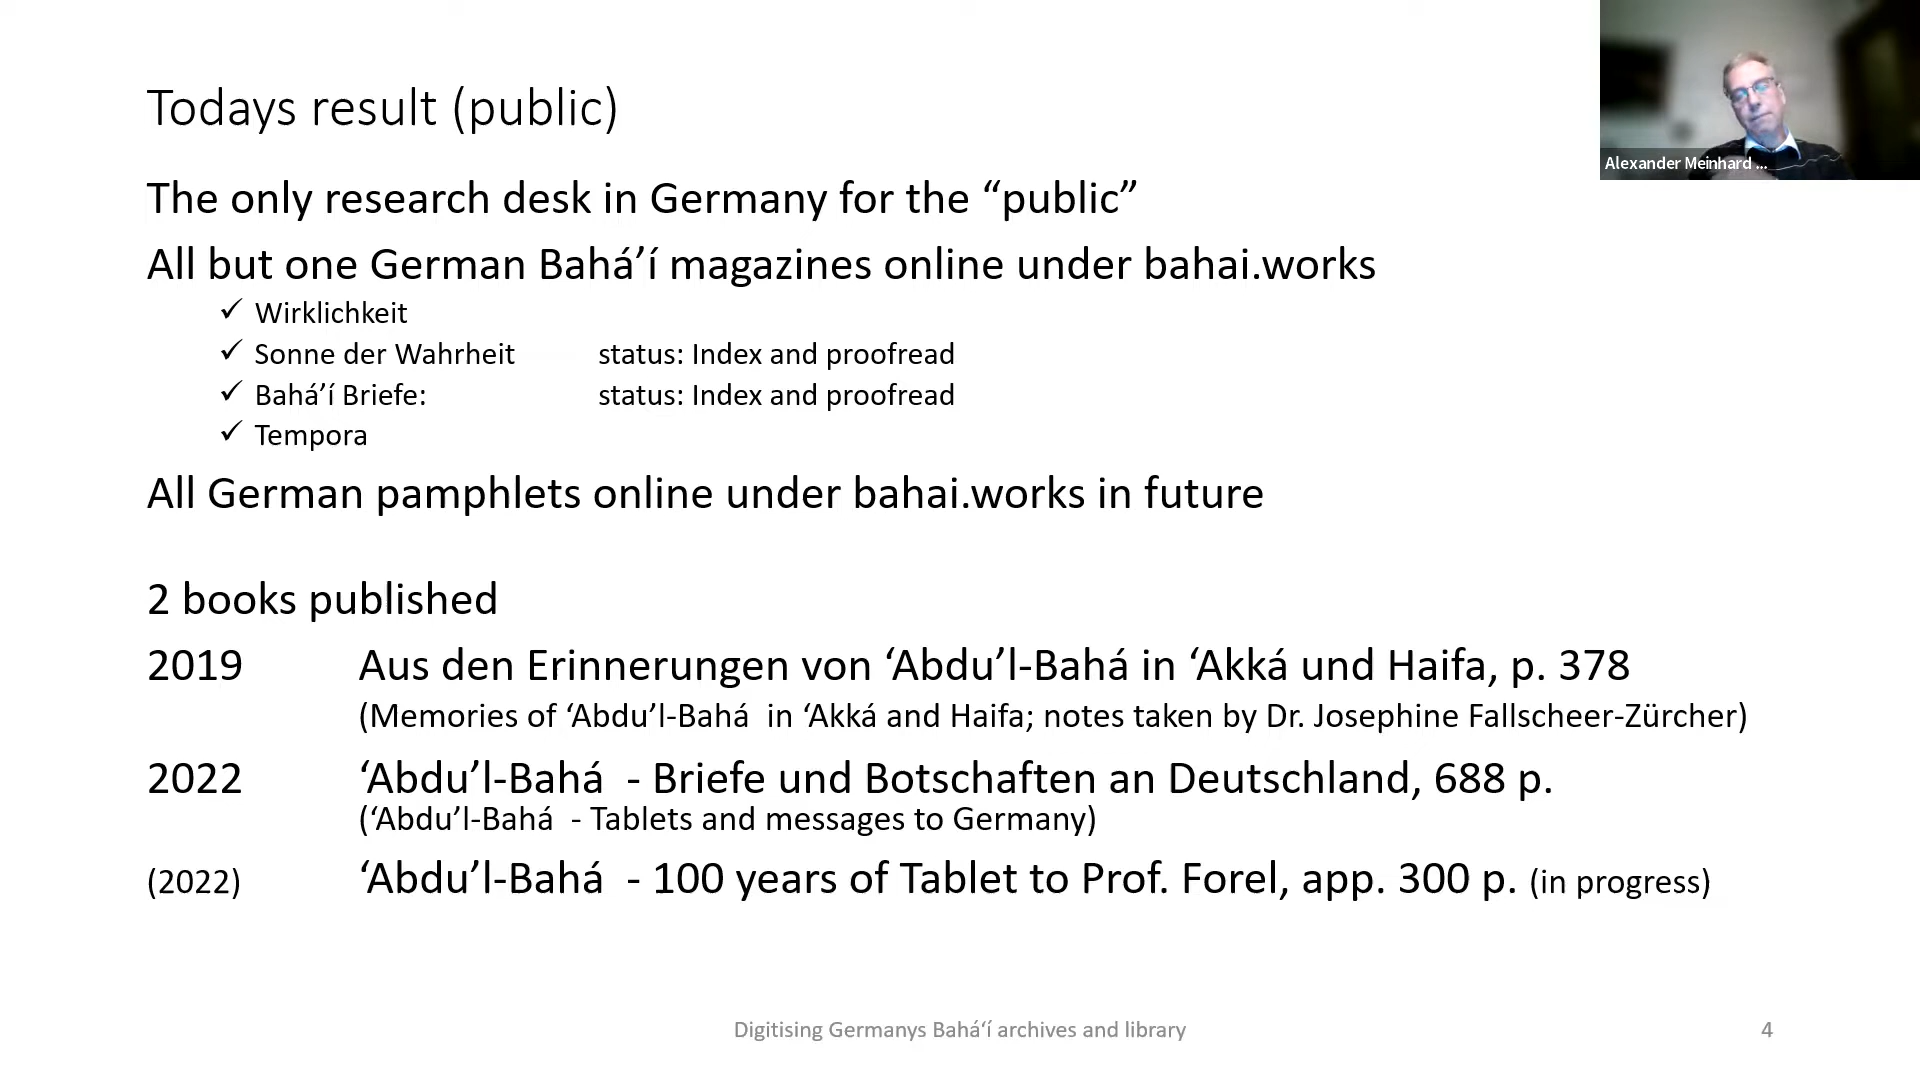 Todays result (public)
Alexander Meinhard ...
The only research desk in Germany for the “public”
All but one German Bahá’í magazines online under bahai.works
✓ Wirklichkeit
✓ Sonne der Wahrheit status: Index and proofread
✓ Bahá’í Briefe: status: Index and proofread
✓ Tempora
All German pamphlets online under bahai.works in future
2 books published
2019 Aus den Erinnerungen von ‘Abdu’l-Bahá in ‘Akká und Haifa, p. 378
(Memories of ‘Abdu’l-Bahá in ‘Akká and Haifa; notes taken by Dr. Josephine Fallscheer-Zürcher)
2022 ‘Abdu’l-Bahá - Briefe und Botschaften an Deutschland, 688 p.
(‘Abdu’l-Bahá - Tablets and messages to Germany)
(2022) ‘Abdu’l-Bahá - 100 years of Tablet to Prof. Forel, app. 300 p. (in progress)
Digitising Germanys Bahá‘í archives and library 4